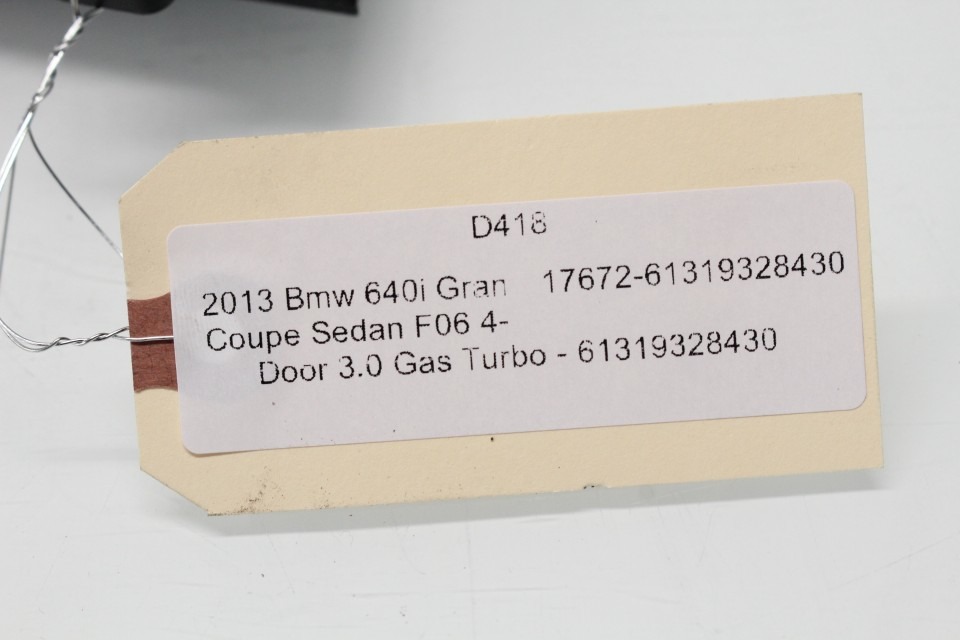 D418
2013 Bmw 640i Gran 17672-61319328430
Coupe Sedan F06 4-
Door 3.0 Gas Turbo - 61319328430